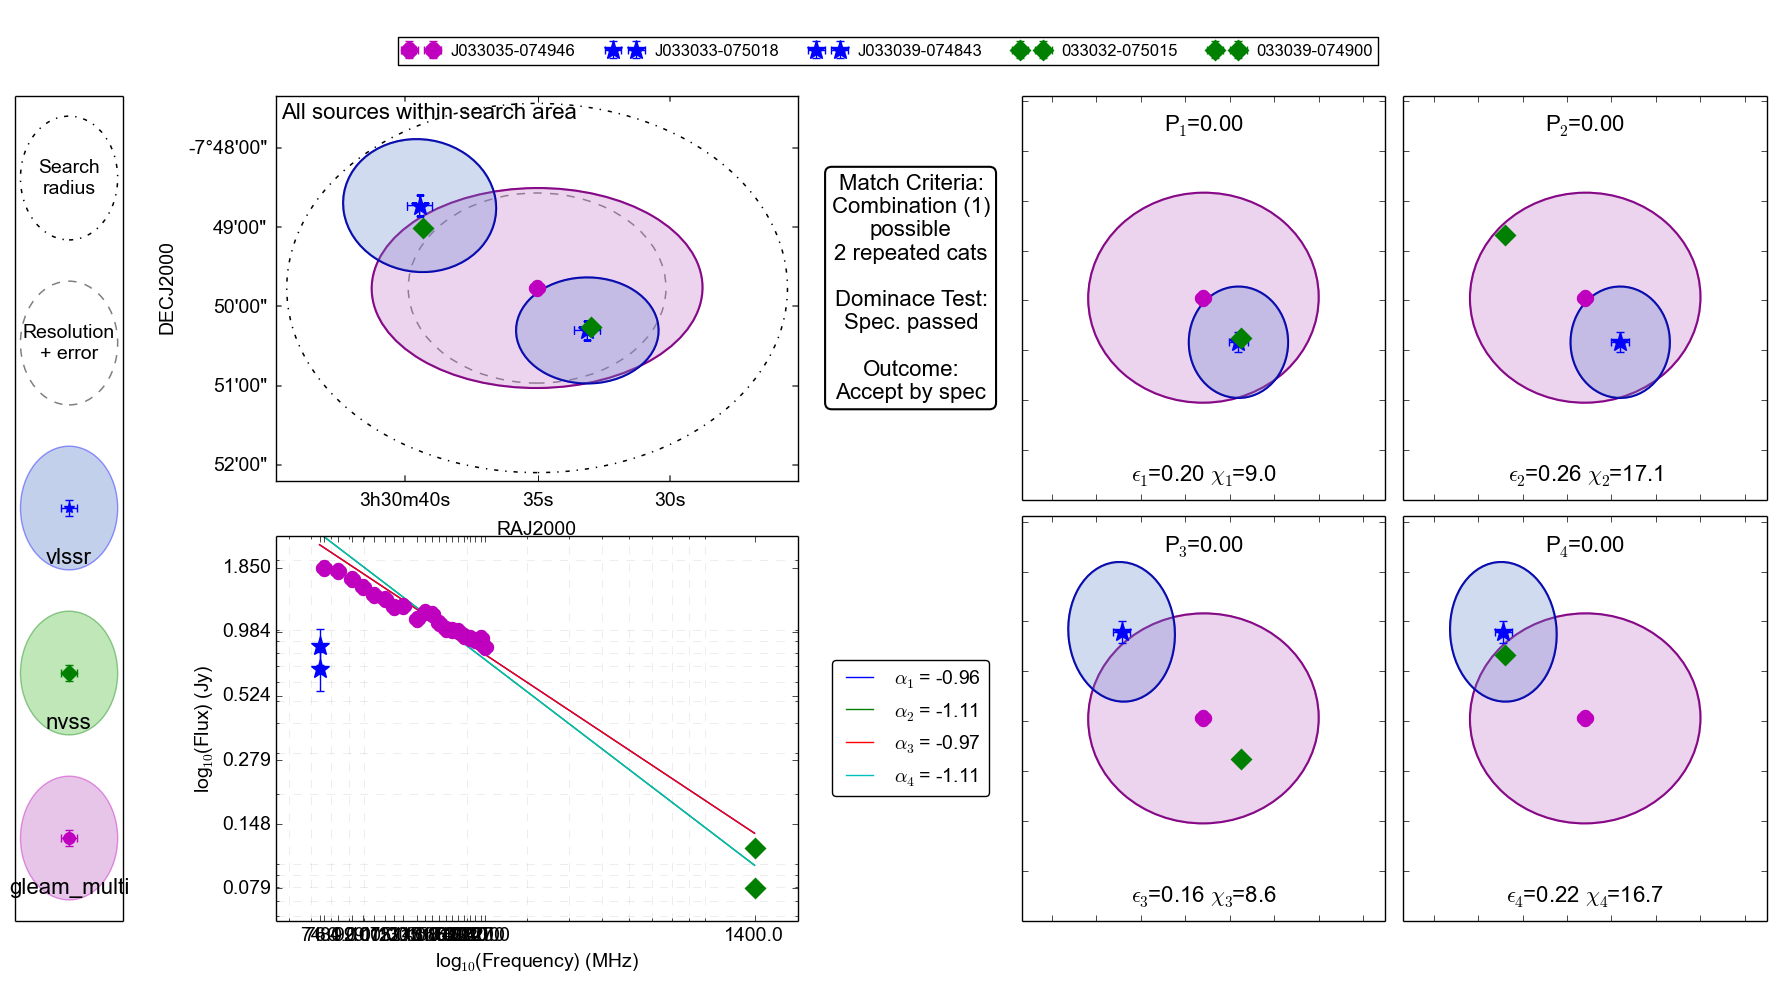 J033035-074946 J033033-075018 J033039-074843 033032-075015 033039-074900
Search
radius
Resolution
+ error
vlssr
nvss
gleam_multi
All sources within search area
DECJ2000
-7°48'00"
49'00"
50'00"
51'00"
52'00"
3h30m40s 35s 30s
RAJ2000
Match Criteria:
Combination (1)
possible
2 repeated cats
Dominace Test:
Spec. passed
Outcome:
Accept by spec
log₁₀(Flux) (Jy)
1.850
0.984
0.524
0.279
0.148
0.079
1400.0
log₁₀(Frequency) (MHz)
α₁ = -0.96
α₂ = -1.11
α₃ = -0.97
α₄ = -1.11
P₁=0.00
ϵ₁=0.20 χ₁=9.0
P₂=0.00
ϵ₂=0.26 χ₂=17.1
P₃=0.00
ϵ₃=0.16 χ₃=8.6
P₄=0.00
ϵ₄=0.22 χ₄=16.7